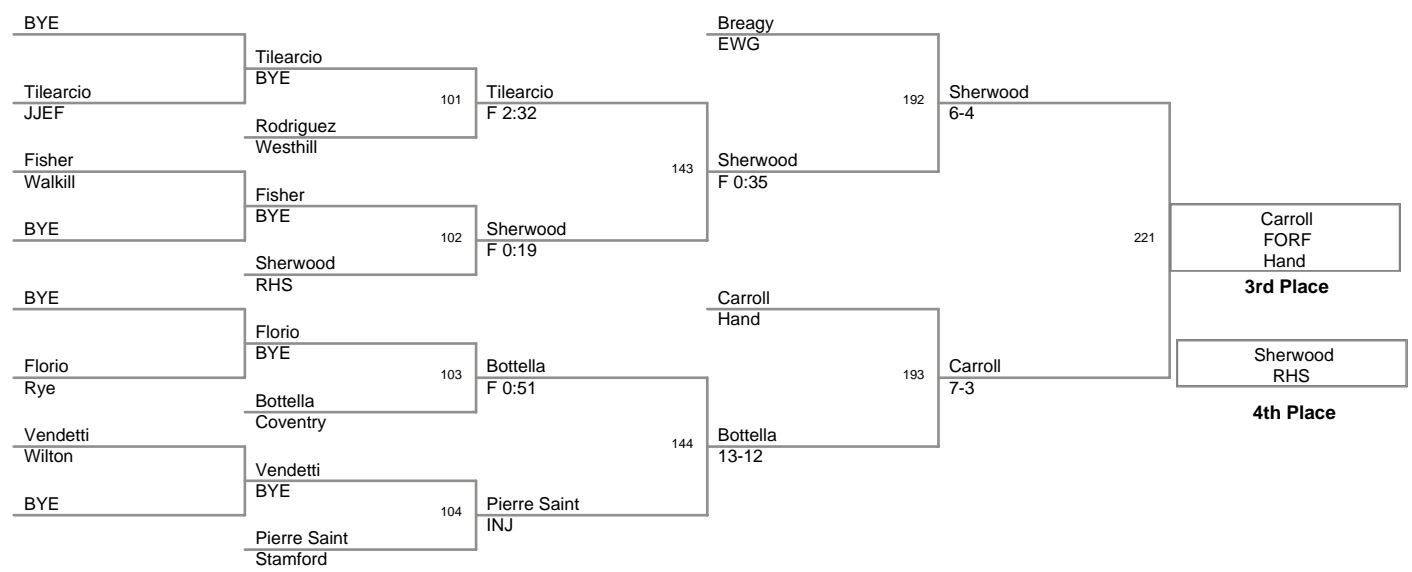 BYE
Tilearcio
JJEF
Fisher
Walkill
BYE
BYE
Florio
Rye
Vendetti
Wilton
BYE
Tilearcio
BYE
101
Rodriguez
Westhill
Fisher
BYE
102
Sherwood
RHS
Florio
BYE
103
Bottella
Coventry
Vendetti
BYE
104
Pierre Saint
Stamford
Tilearcio
F 2:32
143
Sherwood
F 0:19
Bottella
F 0:51
144
Pierre Saint
INJ
Breagy
EWG
192
Sherwood
F 0:35
Carroll
Hand
193
Bottella
13-12
Sherwood
6-4
221
Carroll
7-3
Carroll
FORF
Hand
3rd Place
Sherwood
RHS
4th Place